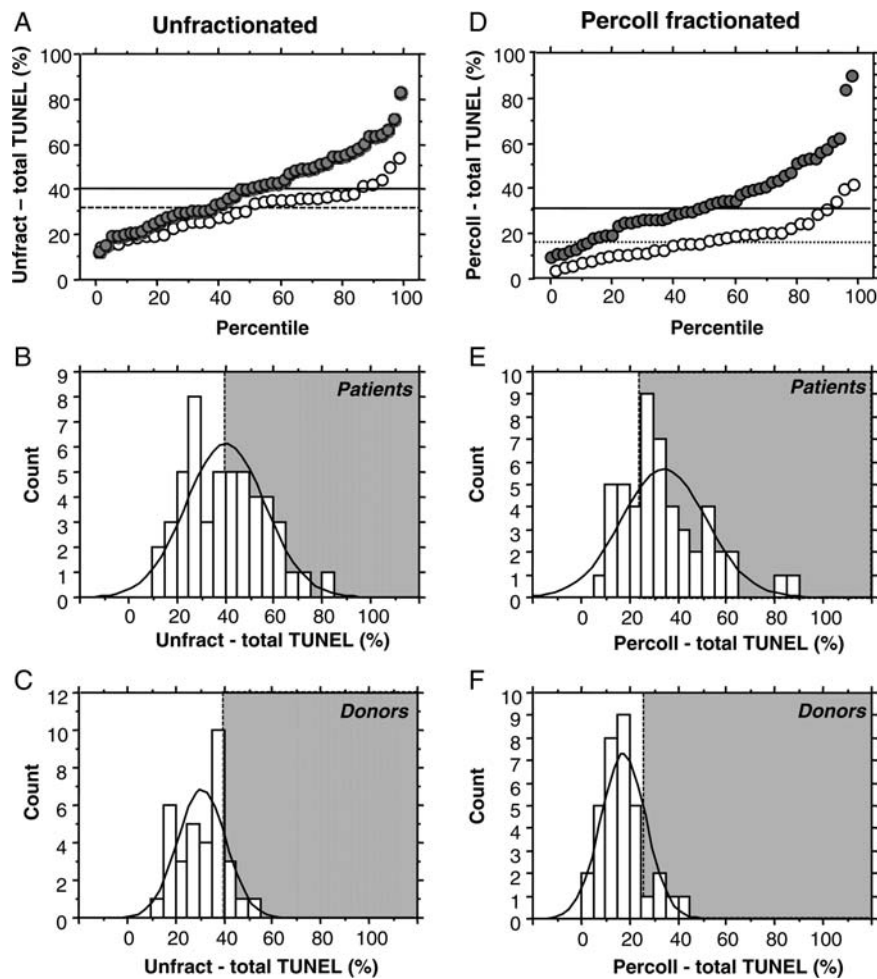 A
Unfractionated
Unfract – total TUNEL (%)
100
80
60
40
20
0
0 20 40 60 80 100
Percentile
D
Percoll fractionated
Percoll - total TUNEL (%)
100
80
60
40
20
0
0 20 40 60 80 100
Percentile
B
Patients
Count
9
8
7
6
5
4
3
2
1
0
0 20 40 60 80 100
Unfract - total TUNEL (%)
E
Patients
Count
10
9
8
7
6
5
4
3
2
1
0
0 20 40 60 80 100
Percoll - total TUNEL (%)
C
Donors
Count
12
10
8
6
4
2
0
0 20 40 60 80 100
Unfract - total TUNEL (%)
F
Donors
Count
10
9
8
7
6
5
4
3
2
1
0
0 20 40 60 80 100
Percoll - total TUNEL (%)